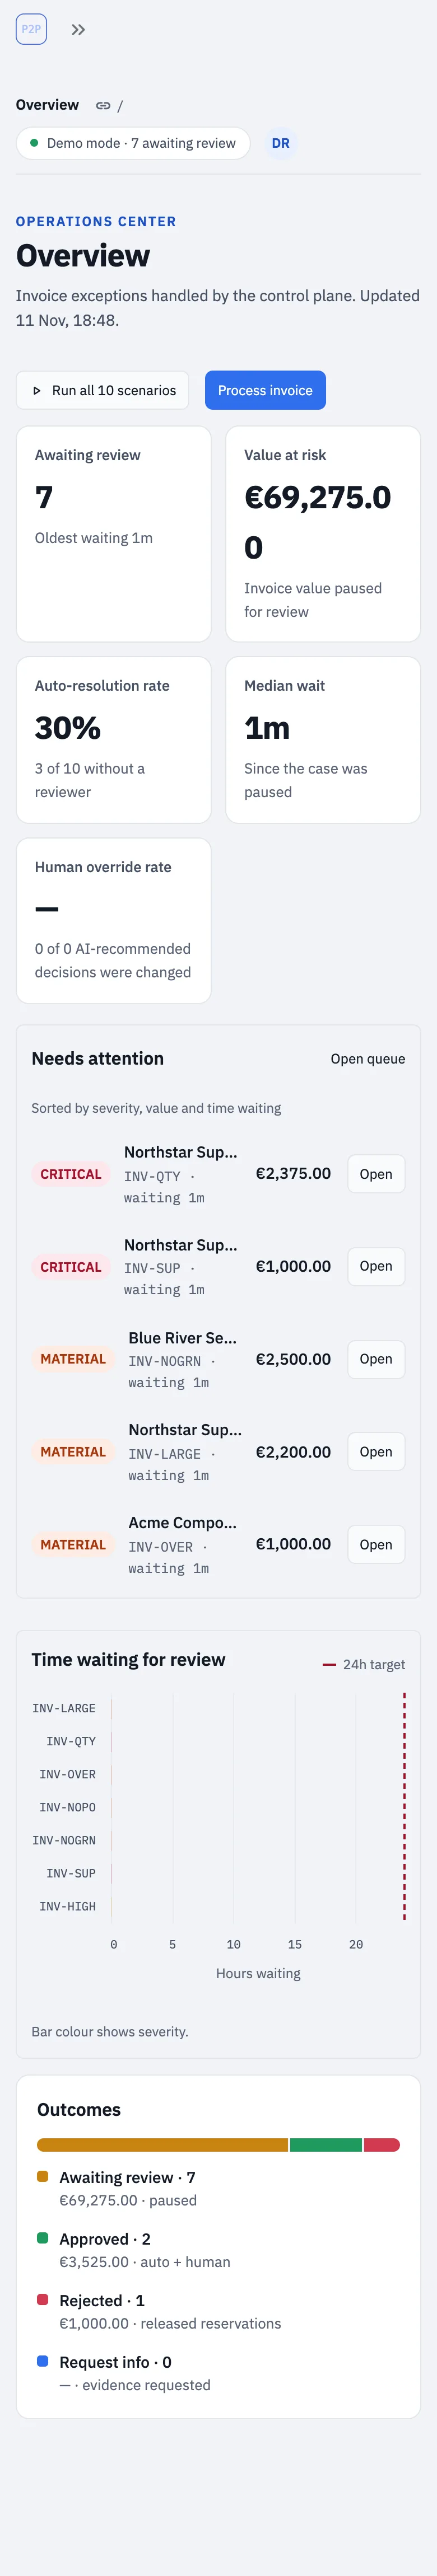 P2P
Overview /
Demo mode · 7 awaiting review DR
OPERATIONS CENTER
Overview
Invoice exceptions handled by the control plane. Updated
11 Nov, 18:48.
Run all 10 scenarios Process invoice
Awaiting review
7
Oldest waiting 1m
Value at risk
€69,275.0
0
Invoice value paused
for review
Auto-resolution rate
30%
3 of 10 without a
reviewer
Median wait
1m
Since the case was
paused
Human override rate
—
0 of 0 AI-recommended
decisions were changed
Needs attention Open queue
Sorted by severity, value and time waiting
CRITICAL
Northstar Sup...
INV-QTY ·
waiting 1m
€2,375.00 Open
CRITICAL
Northstar Sup...
INV-SUP ·
waiting 1m
€1,000.00 Open
MATERIAL
Blue River Se...
INV-NOGRN ·
waiting 1m
€2,500.00 Open
MATERIAL
Northstar Sup...
INV-LARGE ·
waiting 1m
€2,200.00 Open
MATERIAL
Acme Compo...
INV-OVER ·
waiting 1m
€1,000.00 Open
Time waiting for review
24h target
INV-LARGE
INV-QTY
INV-OVER
INV-NOPO
INV-NOGRN
INV-SUP
INV-HIGH
0 5 10 15 20
Hours waiting
Bar colour shows severity.
Outcomes
Awaiting review · 7
€69,275.00 · paused
Approved · 2
€3,525.00 · auto + human
Rejected · 1
€1,000.00 · released reservations
Request info · 0
— · evidence requested